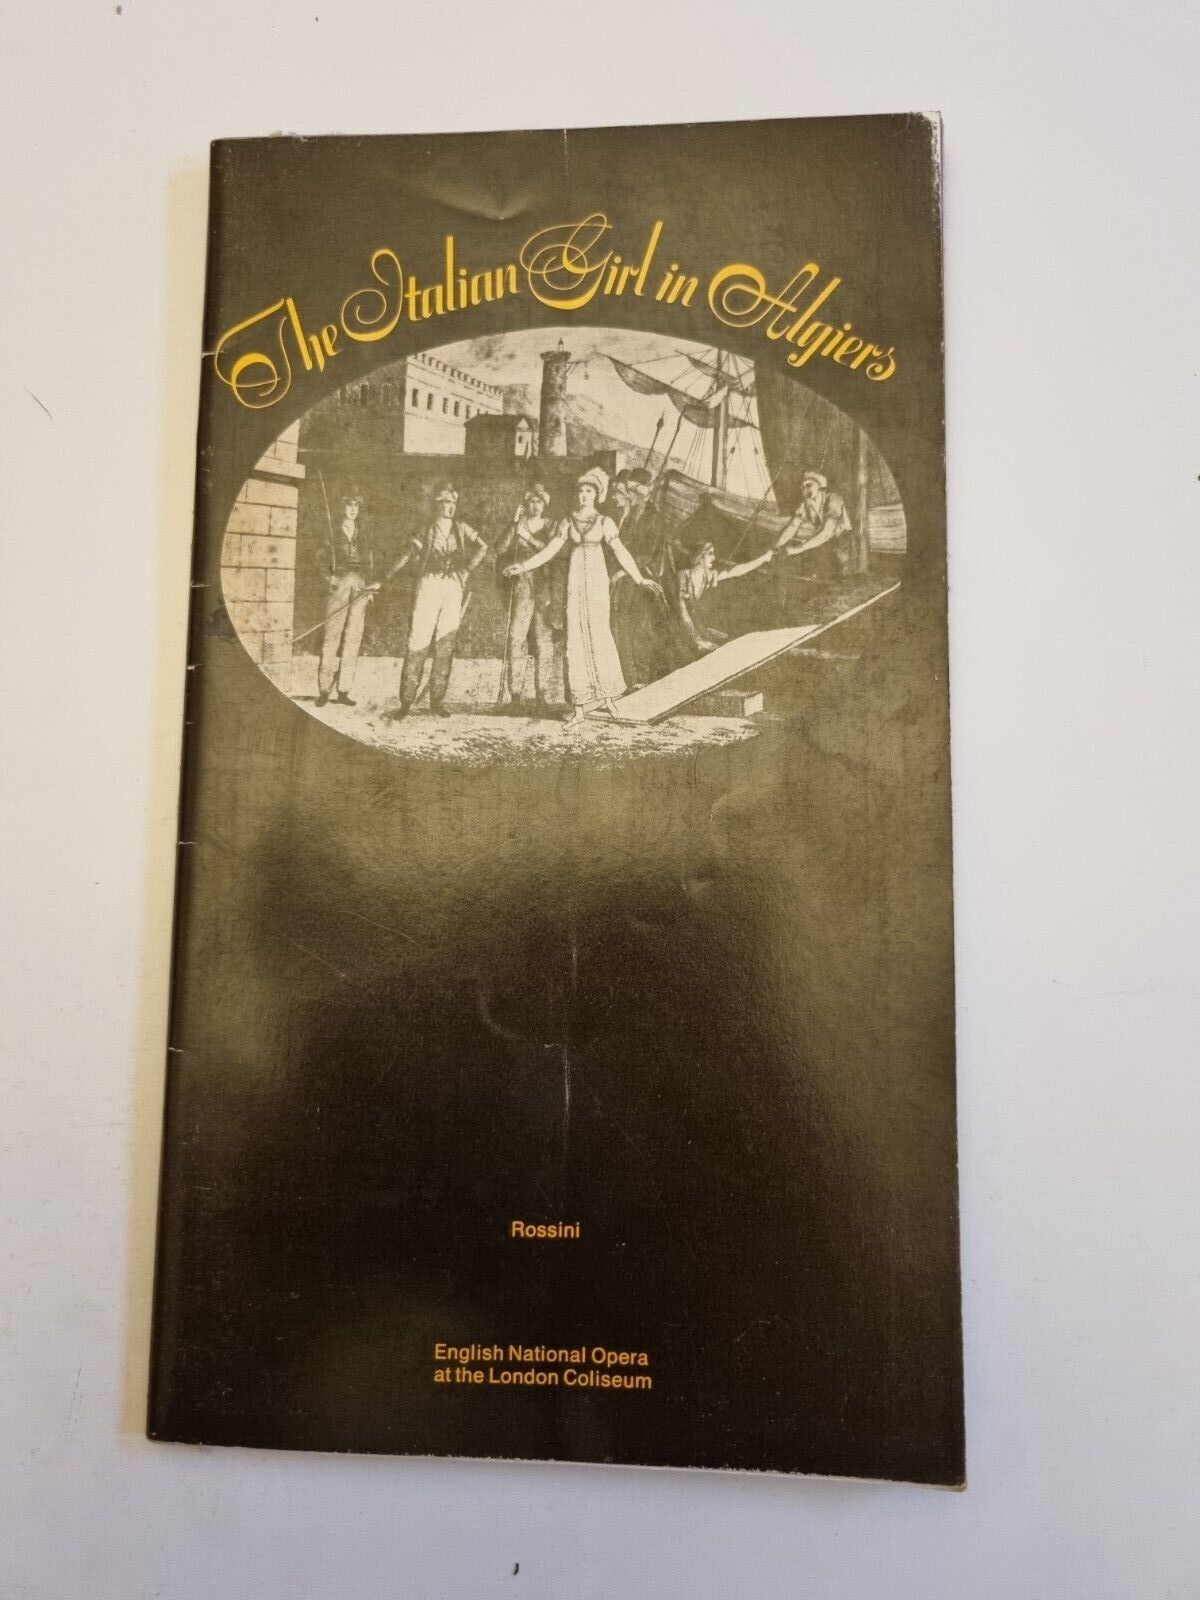 The Italian Girl in Algiers
Rossini
English National Opera
at the London Coliseum